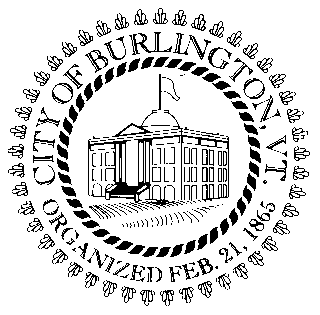 CITY OF BURLINGTON, VT.
ORGANIZED FEB. 21, 1865